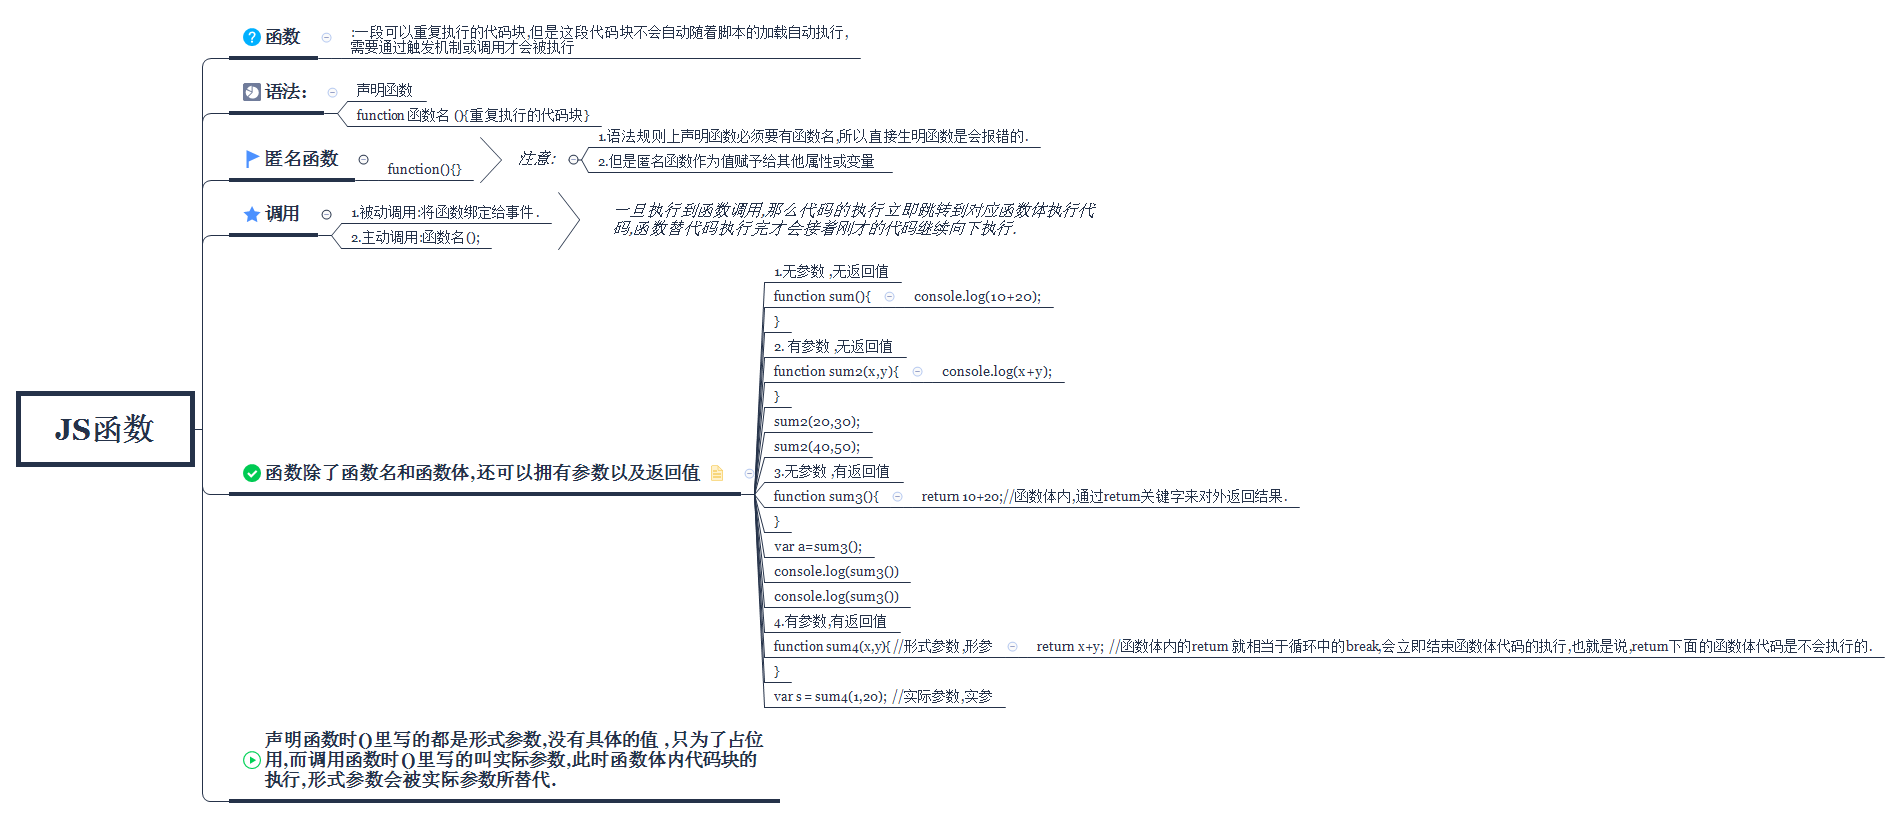 JS函数
函数
:一段可以重复执行的代码块,但是这段代码块不会自动随着脚本的加载自动执行,
需要通过触发机制或调用才会被执行
语法:
声明函数
function 函数名 (){重复执行的代码块}
匿名函数
function(){}
注意:
1.语法规则上声明函数必须要有函数名,所以直接生明函数是会报错的.
2.但是匿名函数作为值赋予给其他属性或变量
调用
1.被动调用:将函数绑定给事件.
2.主动调用:函数名();
一旦执行到函数调用,那么代码的执行立即跳转到对应函数体执行代
码,函数替代码执行完才会接着刚才的代码继续向下执行.
函数除了函数名和函数体,还可以拥有参数以及返回值
1.无参数 ,无返回值
function sum(){ console.log(10+20);
}
2. 有参数 ,无返回值
function sum2(x,y){ console.log(x+y);
}
sum2(20,30);
sum2(40,50);
3.无参数 ,有返回值
function sum3(){ return 10+20;//函数体内,通过return关键字来对外返回结果.
}
var a=sum3();
console.log(sum3())
console.log(sum3())
4.有参数,有返回值
function sum4(x,y){ //形式参数,形参 return x+y; //函数体内的return 就相当于循环中的break,会立即结束函数体代码的执行,也就是说,return下面的函数体代码是不会执行的.
}
var s = sum4(1,20); //实际参数,实参
声明函数时()里写的都是形式参数,没有具体的值 ,只为了占位
用,而调用函数时()里写的叫实际参数,此时函数体内代码块的
执行,形式参数会被实际参数所替代.